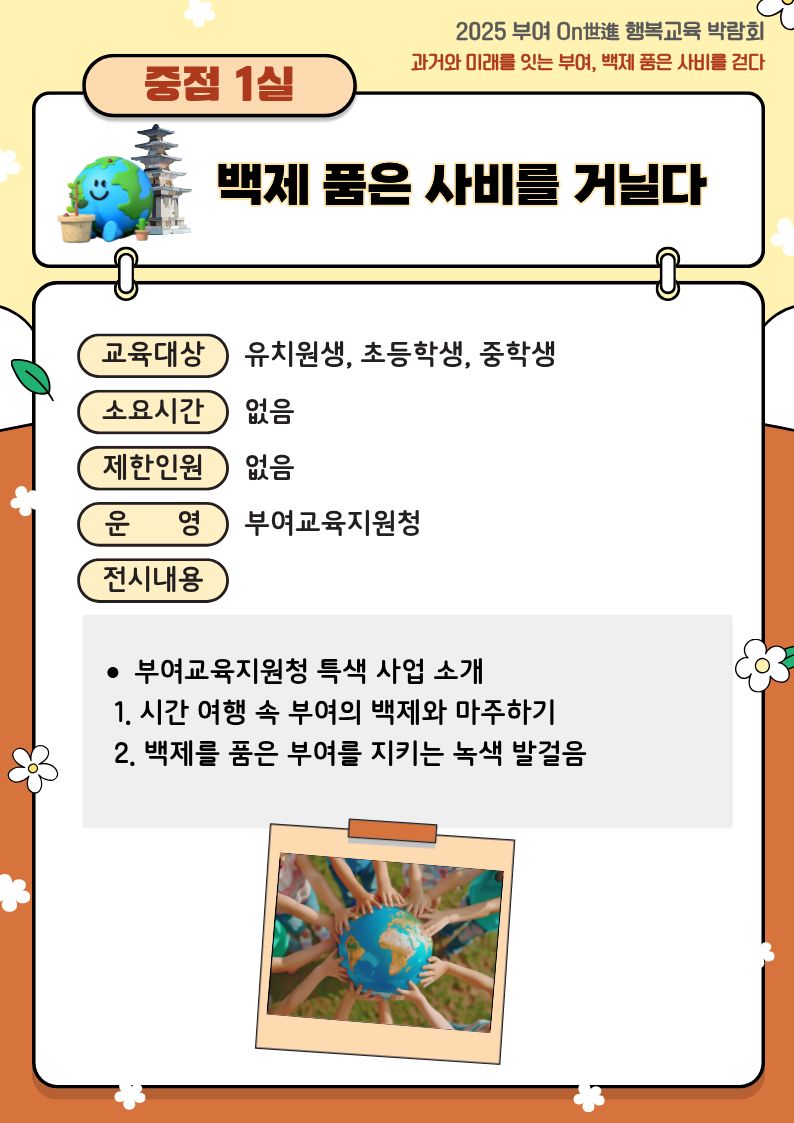 2025 부여 On世進 행복교육 박람회
과거와 미래를 잇는 부여, 백제 품은 사비를 걷다
중점 1실
백제 품은 사비를 거닐다
교육대상 유치원생, 초등학생, 중학생
소요시간 없음
제한인원 없음
운 영 부여교육지원청
전시내용
• 부여교육지원청 특색 사업 소개
1. 시간 여행 속 부여의 백제와 마주하기
2. 백제를 품은 부여를 지키는 녹색 발걸음